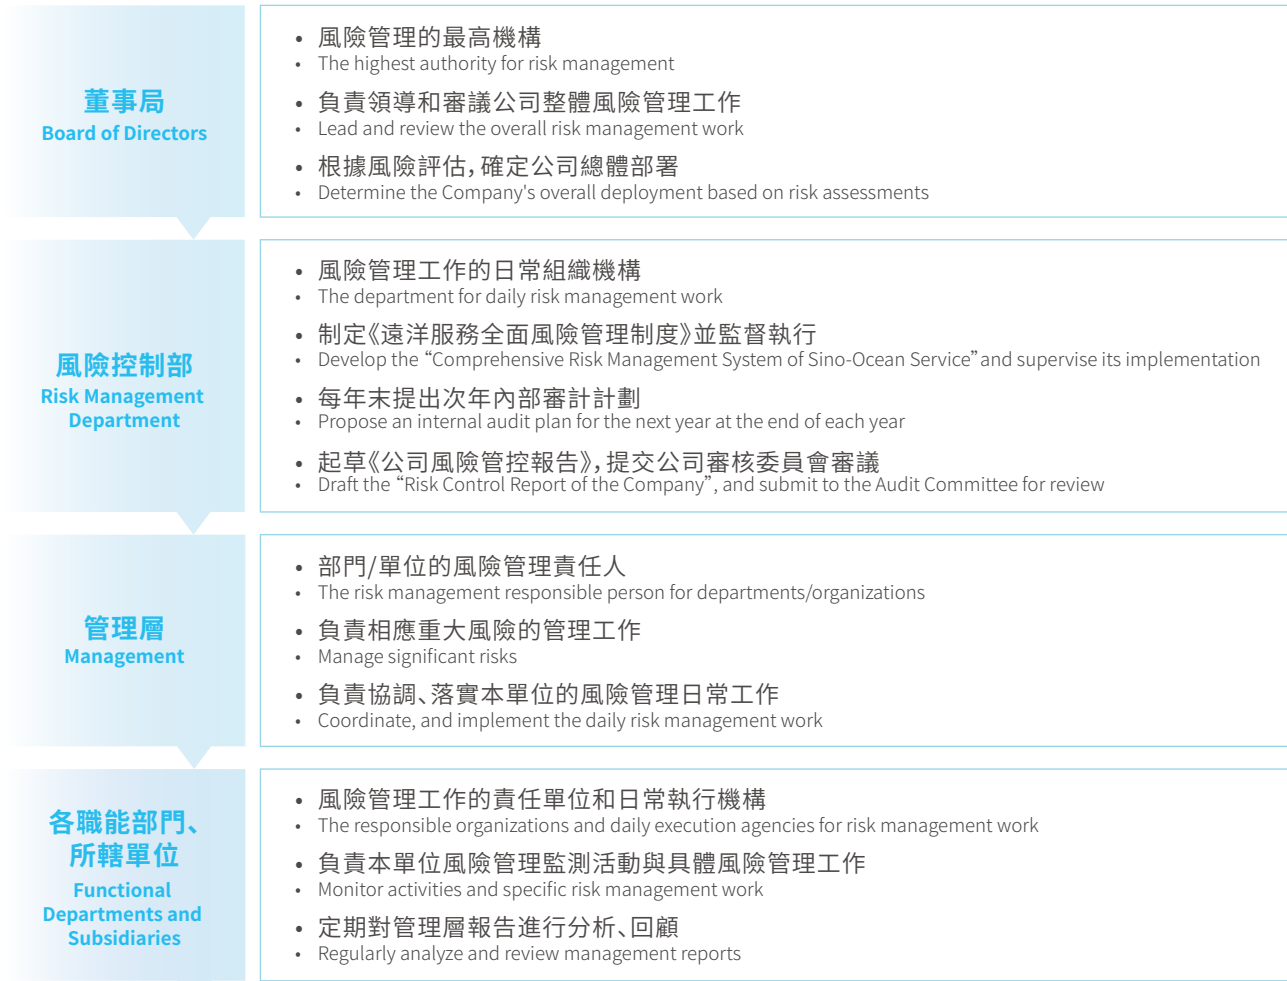 董事局
Board of Directors
• 風險管理的最高機構
• The highest authority for risk management
• 負責領導和審議公司整體風險管理工作
• Lead and review the overall risk management work
• 根據風險評估，確定公司總體部署
• Determine the Company's overall deployment based on risk assessments
風險控制部
Risk Management
Department
• 風險管理工作的日常組織機構
• The department for daily risk management work
• 制定《遠洋服務全面風險管理制度》並監督執行
• Develop the “Comprehensive Risk Management System of Sino-Ocean Service” and supervise its implementation
• 每年末提出次年內部審計計劃
• Propose an internal audit plan for the next year at the end of each year
• 起草《公司風險管控報告》，提交公司審核委員會審議
• Draft the “Risk Control Report of the Company”, and submit to the Audit Committee for review
管理層
Management
• 部門/單位的風險管理責任人
• The risk management responsible person for departments/organizations
• 負責相應重大風險的管理工作
• Manage significant risks
• 負責協調、落實本單位的風險管理日常工作
• Coordinate, and implement the daily risk management work
各職能部門、
所轄單位
Functional
Departments and
Subsidiaries
• 風險管理工作的責任單位和日常執行機構
• The responsible organizations and daily execution agencies for risk management work
• 負責本單位風險管理監測活動與具體風險管理工作
• Monitor activities and specific risk management work
• 定期對管理層報告進行分析、回顧
• Regularly analyze and review management reports